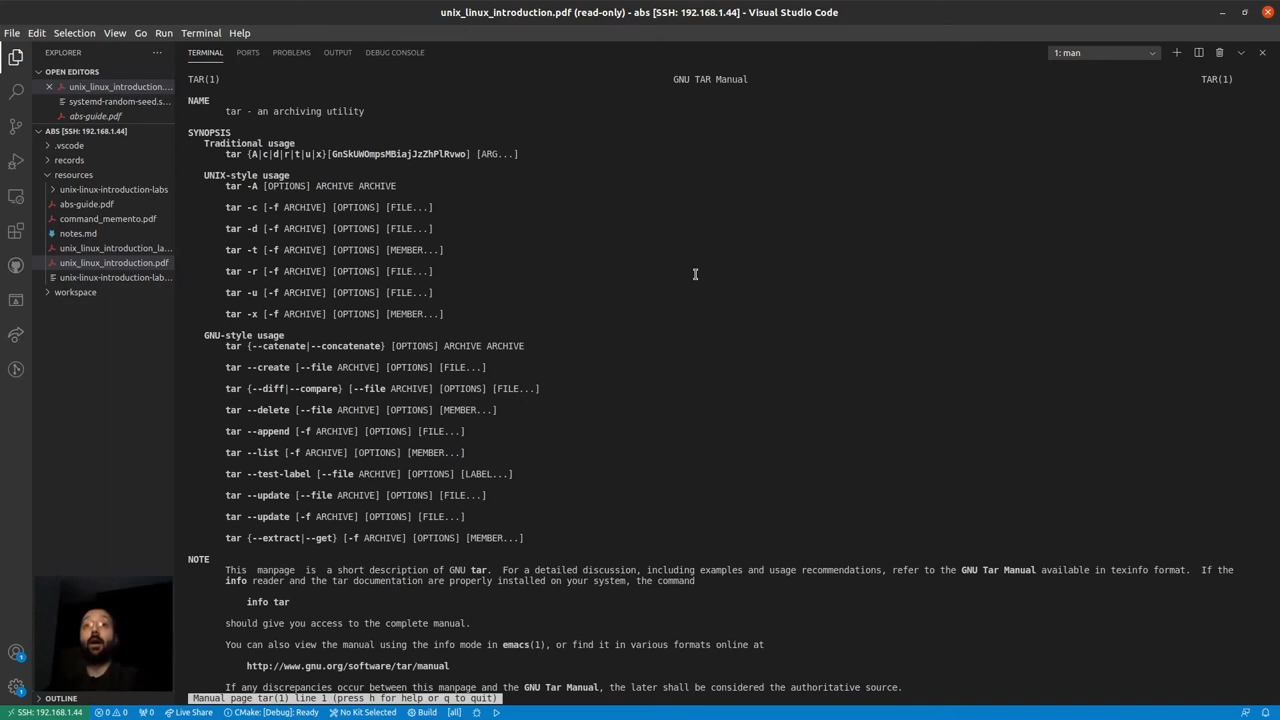 unix_linux_introduction.pdf (read-only) - abs [SSH: 192.168.1.44] - Visual Studio Code
File Edit Selection View Go Run Terminal Help
EXPLORER
OPEN EDITORS
unix_linux_introduction....
systemd-random-seed.s...
abs-guide.pdf
ABS [SSH: 192.168.1.44]
.vscode
records
resources
unix-linux-introduction-labs
abs-guide.pdf
command_memento.pdf
notes.md
unix_linux_introduction_la...
unix_linux_introduction.pdf
unix-linux-introduction-lab...
workspace
OUTLINE
TERMINAL PORTS PROBLEMS OUTPUT DEBUG CONSOLE
1: man
TAR(1) GNU TAR Manual TAR(1)
NAME
tar - an archiving utility
SYNOPSIS
Traditional usage
tar {A|c|d|r|t|u|x}[GnSkUWOmpsMBiajJzZhPlRvwo] [ARG...]
UNIX-style usage
tar -A [OPTIONS] ARCHIVE ARCHIVE
tar -c [-f ARCHIVE] [OPTIONS] [FILE...]
tar -d [-f ARCHIVE] [OPTIONS] [FILE...]
tar -t [-f ARCHIVE] [OPTIONS] [MEMBER...]
tar -r [-f ARCHIVE] [OPTIONS] [FILE...]
tar -u [-f ARCHIVE] [OPTIONS] [FILE...]
tar -x [-f ARCHIVE] [OPTIONS] [MEMBER...]
GNU-style usage
tar {--catenate|--concatenate} [OPTIONS] ARCHIVE ARCHIVE
tar --create [--file ARCHIVE] [OPTIONS] [FILE...]
tar {--diff|--compare} [--file ARCHIVE] [OPTIONS] [FILE...]
tar --delete [--file ARCHIVE] [OPTIONS] [MEMBER...]
tar --append [-f ARCHIVE] [OPTIONS] [FILE...]
tar --list [-f ARCHIVE] [OPTIONS] [MEMBER...]
tar --test-label [--file ARCHIVE] [OPTIONS] [LABEL...]
tar --update [--file ARCHIVE] [OPTIONS] [FILE...]
tar --update [-f ARCHIVE] [OPTIONS] [FILE...]
tar {--extract|--get} [-f ARCHIVE] [OPTIONS] [MEMBER...]
NOTE
This manpage is a short description of GNU tar. For a detailed discussion, including examples and usage recommendations, refer to the GNU Tar Manual available in texinfo format. If the
info reader and the tar documentation are properly installed on your system, the command
info tar
should give you access to the complete manual.
You can also view the manual using the info mode in emacs(1), or find it in various formats online at
http://www.gnu.org/software/tar/manual
If any discrepancies occur between this manpage and the GNU Tar Manual, the later shall be considered the authoritative source.
Manual page tar(1) line 1 (press h for help or q to quit)
1
1
SSH: 192.168.1.44 0 0 0 Live Share CMake: [Debug]: Ready No Kit Selected Build [all]